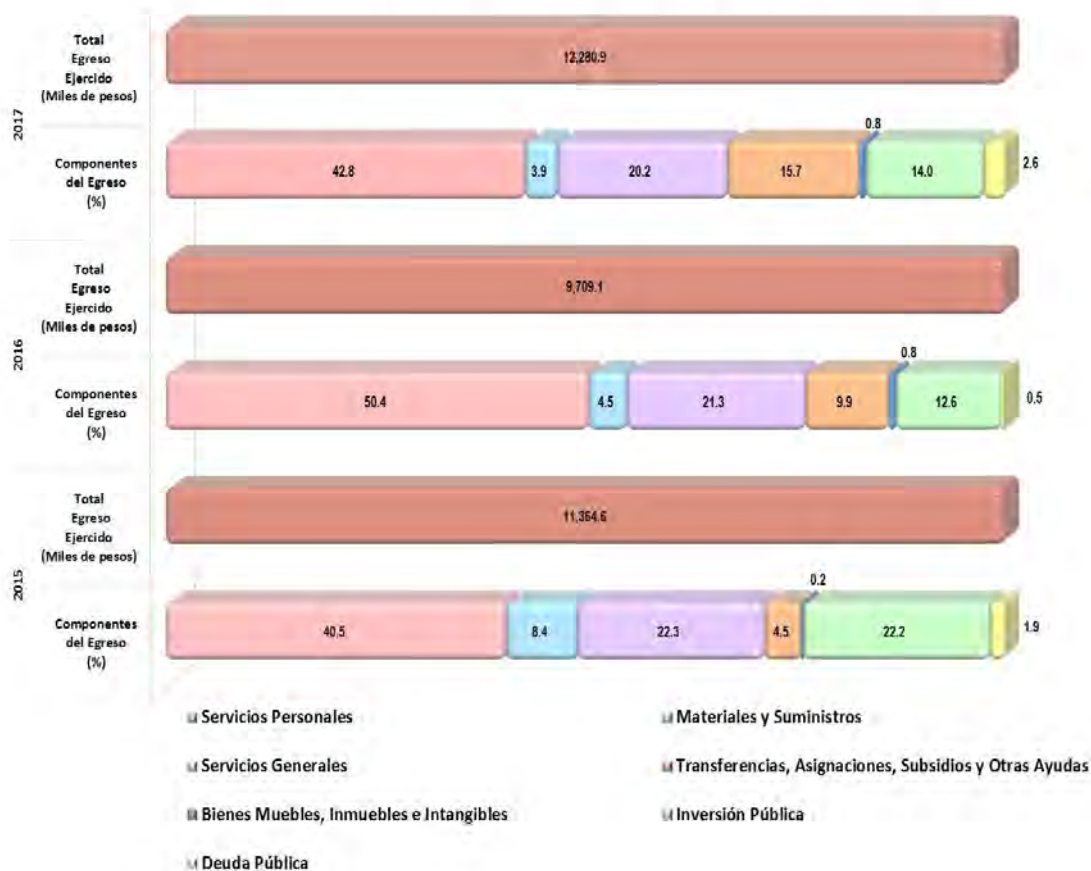 2017
Total
Egreso
Ejercido
(Miles de pesos)
12,280.9
Componentes
del Egreso
(%)
42.8
3.9
20.2
15.7
0.8
14.0
2.6
2016
Total
Egreso
Ejercido
(Miles de pesos)
9,709.1
Componentes
del Egreso
(%)
50.4
4.5
21.3
9.9
0.8
12.6
0.5
2015
Total
Egreso
Ejercido
(Miles de pesos)
11,364.6
Componentes
del Egreso
(%)
40.5
8.4
22.3
4.5
0.2
22.2
1.9
Servicios Personales
Materiales y Suministros
Servicios Generales
Transferencias, Asignaciones, Subsidios y Otras Ayudas
Bienes Muebles, Inmuebles e Intangibles
Inversión Pública
Deuda Pública